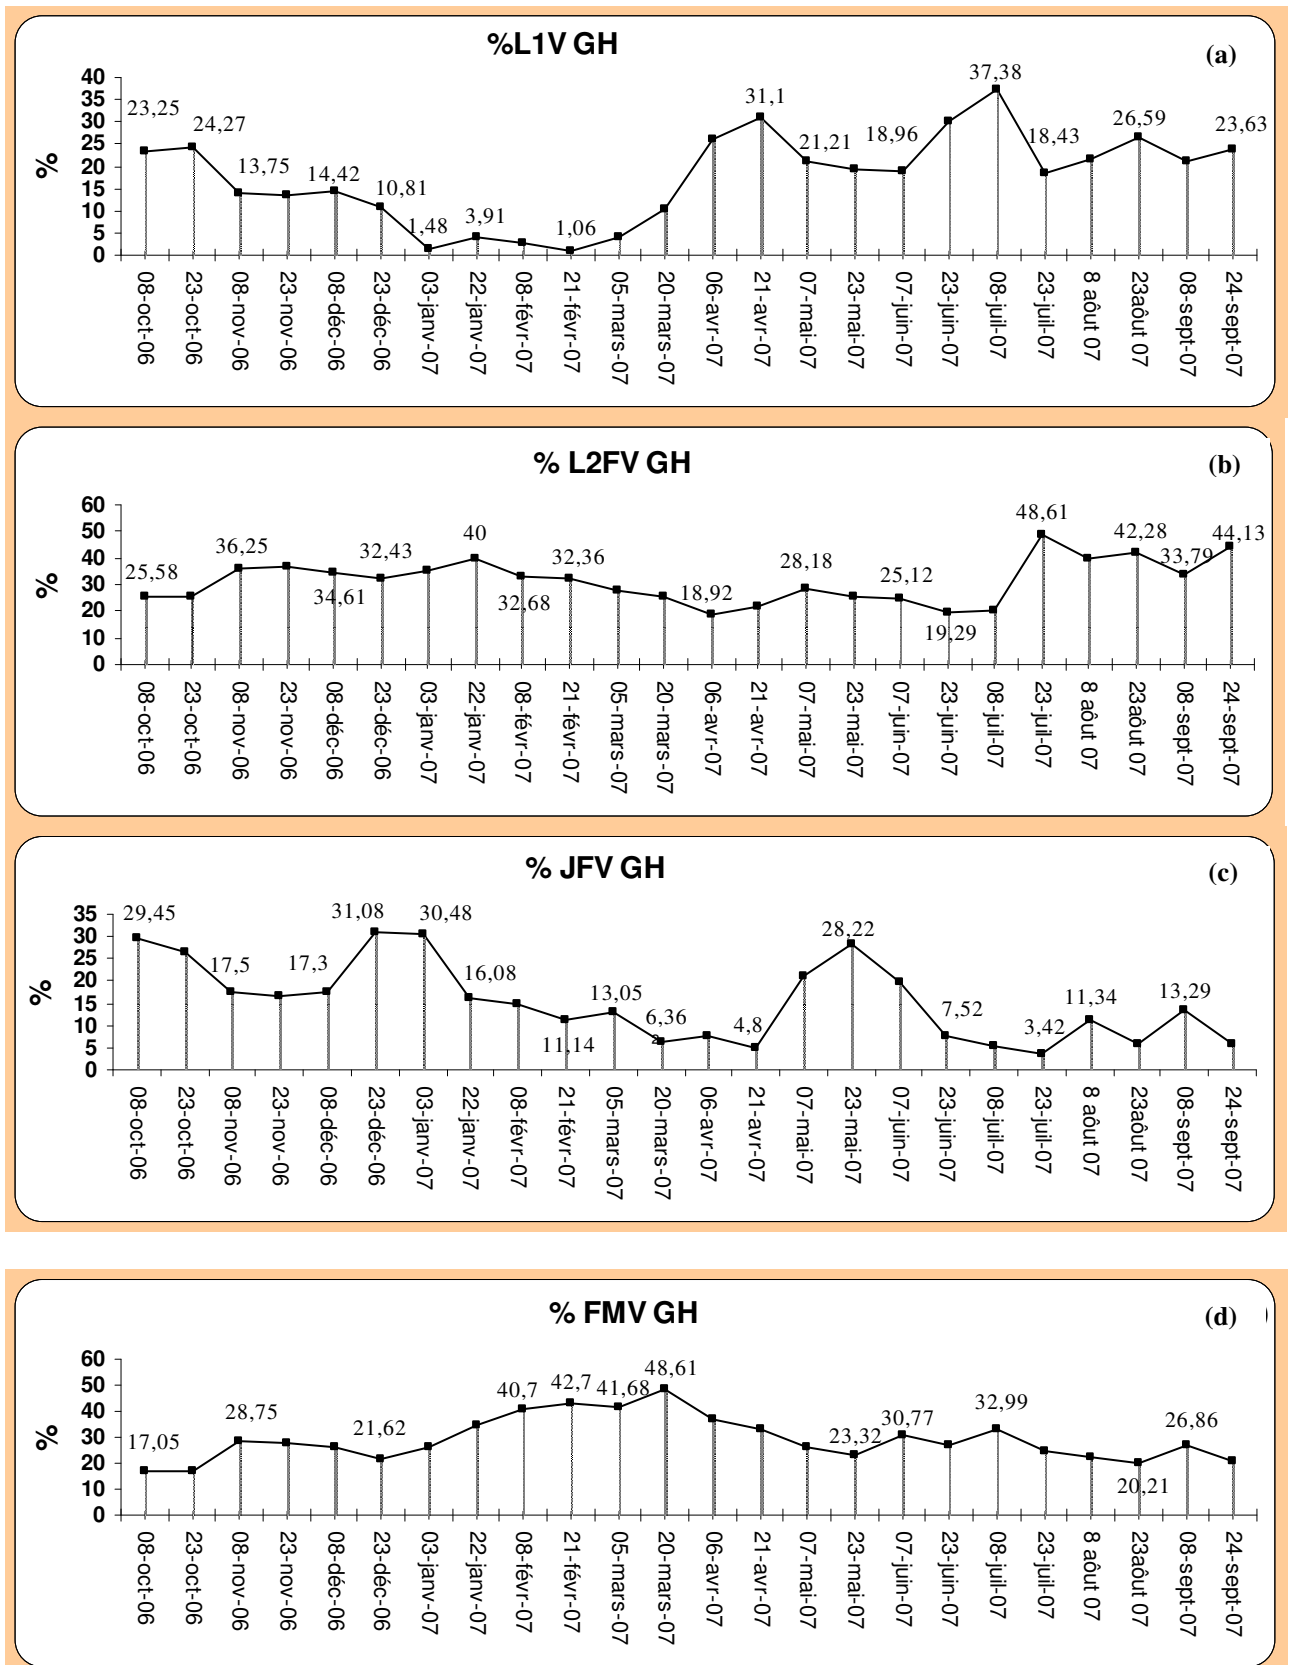 %L1V GH
(a)
%
40
35
30
25
20
15
10
5
0
23,25
24,27
13,75
14,42
10,81
1,48
3,91
1,06
31,1
21,21
18,96
37,38
18,43
26,59
23,63
08-oct-06
23-oct-06
08-nov-06
23-nov-06
08-déc-06
23-déc-06
03-janv-07
22-janv-07
08-févr-07
21-févr-07
05-mars-07
20-mars-07
06-avr-07
21-avr-07
07-mai-07
23-mai-07
07-juin-07
23-juin-07
08-juil-07
23-juil-07
8 aôut 07
23aôut 07
08-sept-07
24-sept-07
% L2FV GH
(b)
%
60
50
40
30
20
10
0
25,58
36,25
34,61
32,43
40
32,68
32,36
18,92
28,18
25,12
19,29
48,61
42,28
33,79
44,13
08-oct-06
23-oct-06
08-nov-06
23-nov-06
08-déc-06
23-déc-06
03-janv-07
22-janv-07
08-févr-07
21-févr-07
05-mars-07
20-mars-07
06-avr-07
21-avr-07
07-mai-07
23-mai-07
07-juin-07
23-juin-07
08-juil-07
23-juil-07
8 aôut 07
23aôut 07
08-sept-07
24-sept-07
% JFV GH
(c)
%
35
30
25
20
15
10
5
0
29,45
17,5
17,3
31,08
30,48
16,08
11,14
13,05
6,36
2
4,8
28,22
7,52
3,42
11,34
13,29
08-oct-06
23-oct-06
08-nov-06
23-nov-06
08-déc-06
23-déc-06
03-janv-07
22-janv-07
08-févr-07
21-févr-07
05-mars-07
20-mars-07
06-avr-07
21-avr-07
07-mai-07
23-mai-07
07-juin-07
23-juin-07
08-juil-07
23-juil-07
8 aôut 07
23aôut 07
08-sept-07
24-sept-07
% FMV GH
(d)
%
60
50
40
30
20
10
0
17,05
28,75
21,62
40,7
42,7
41,68
48,61
23,32
30,77
32,99
20,21
26,86
08-oct-06
23-oct-06
08-nov-06
23-nov-06
08-déc-06
23-déc-06
03-janv-07
22-janv-07
08-févr-07
21-févr-07
05-mars-07
20-mars-07
06-avr-07
21-avr-07
07-mai-07
23-mai-07
07-juin-07
23-juin-07
08-juil-07
23-juil-07
8 aôut 07
23aôut 07
08-sept-07
24-sept-07